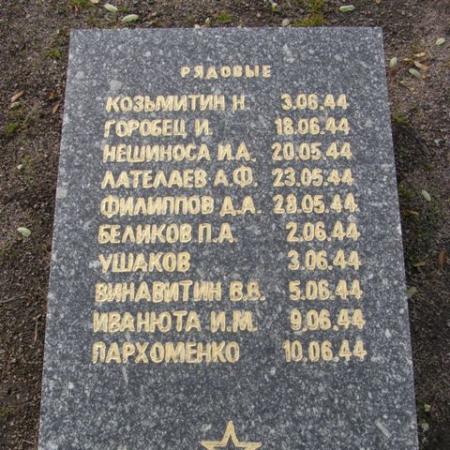 РЯДОВЫЕ
КОЗЬМИТИН Н. 3.06.44
ГОРОБЕЦ И. 18.06.44
НЕШИНОСА И.А. 20.05.44
ЛАТЕЛАЕВ А.Ф. 23.05.44
ФИЛИППОВ Д.А. 28.05.44
БЕЛИКОВ П.А. 2.06.44
УШАКОВ 3.06.44
ВИНАВИТИН В.В. 5.06.44
ИВАНЮТА И.М. 9.06.44
ПАРХОМЕНКО 10.06.44